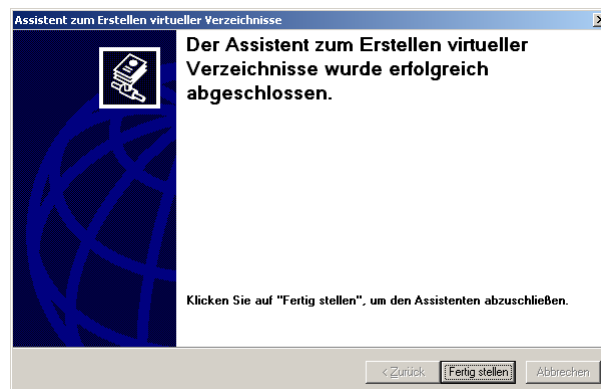 Assistent zum Erstellen virtueller Verzeichnisse
Der Assistent zum Erstellen virtueller
Verzeichnisse wurde erfolgreich
abgeschlossen.
Klicken Sie auf "Fertig stellen", um den Assistenten abzuschließen.
< Zurück Fertig stellen Abbrechen